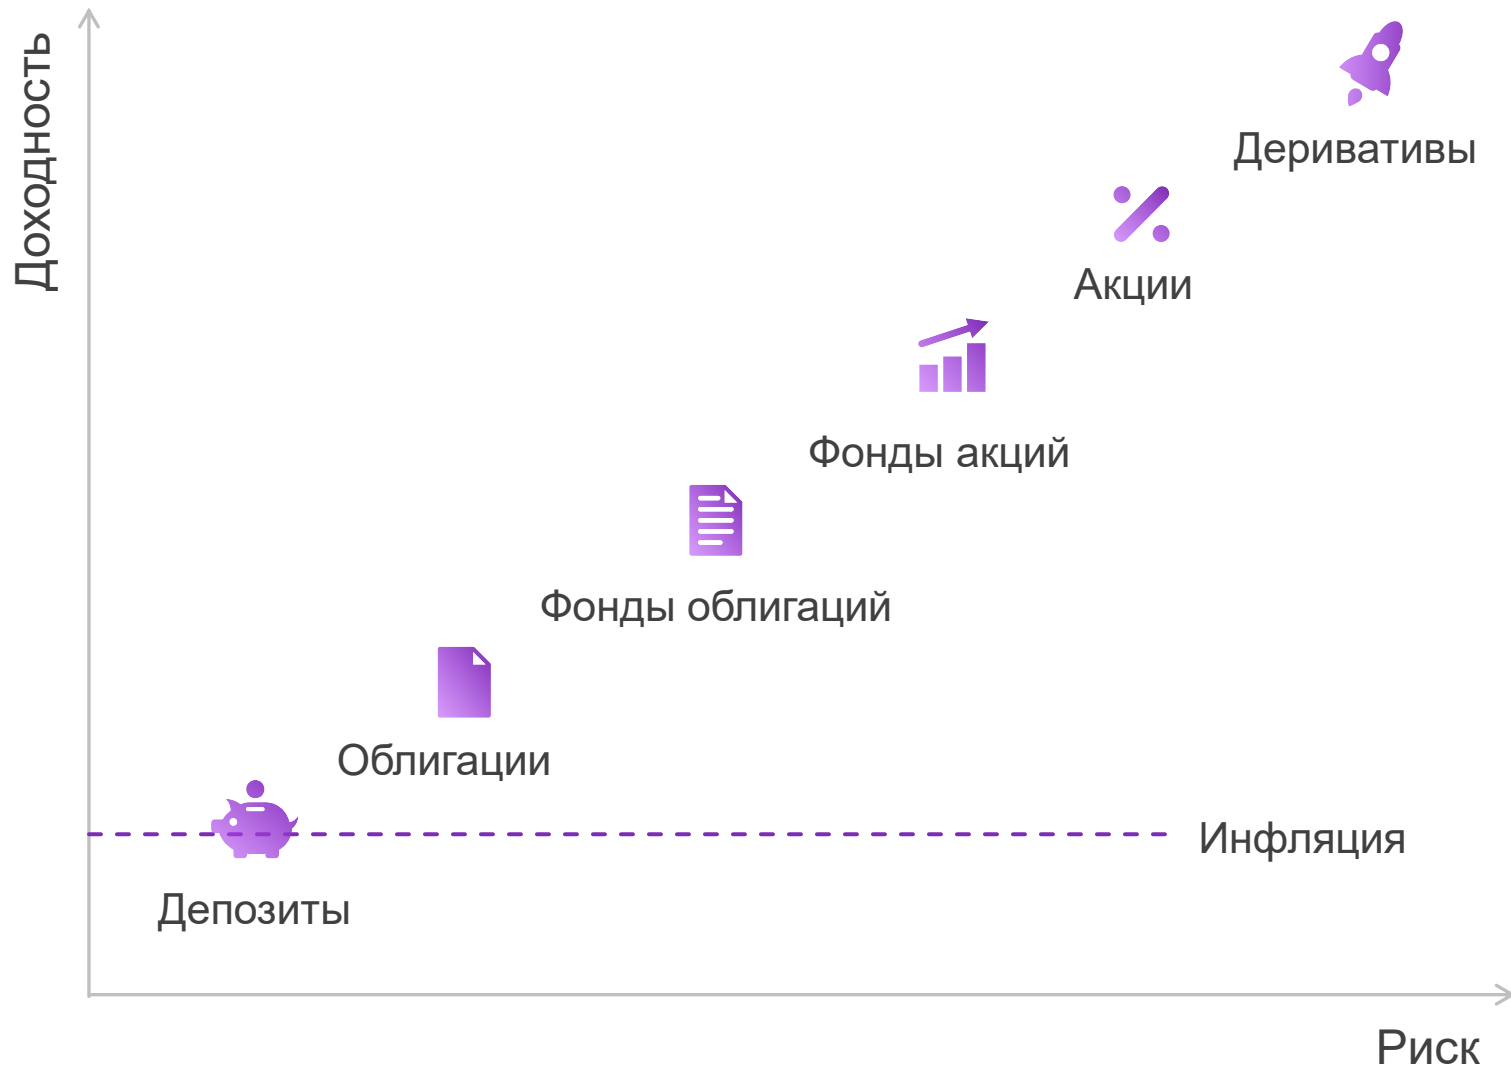 Доходность
Деривативы
Акции
Фонды акций
Фонды облигаций
Облигации
Инфляция
Депозиты
Риск